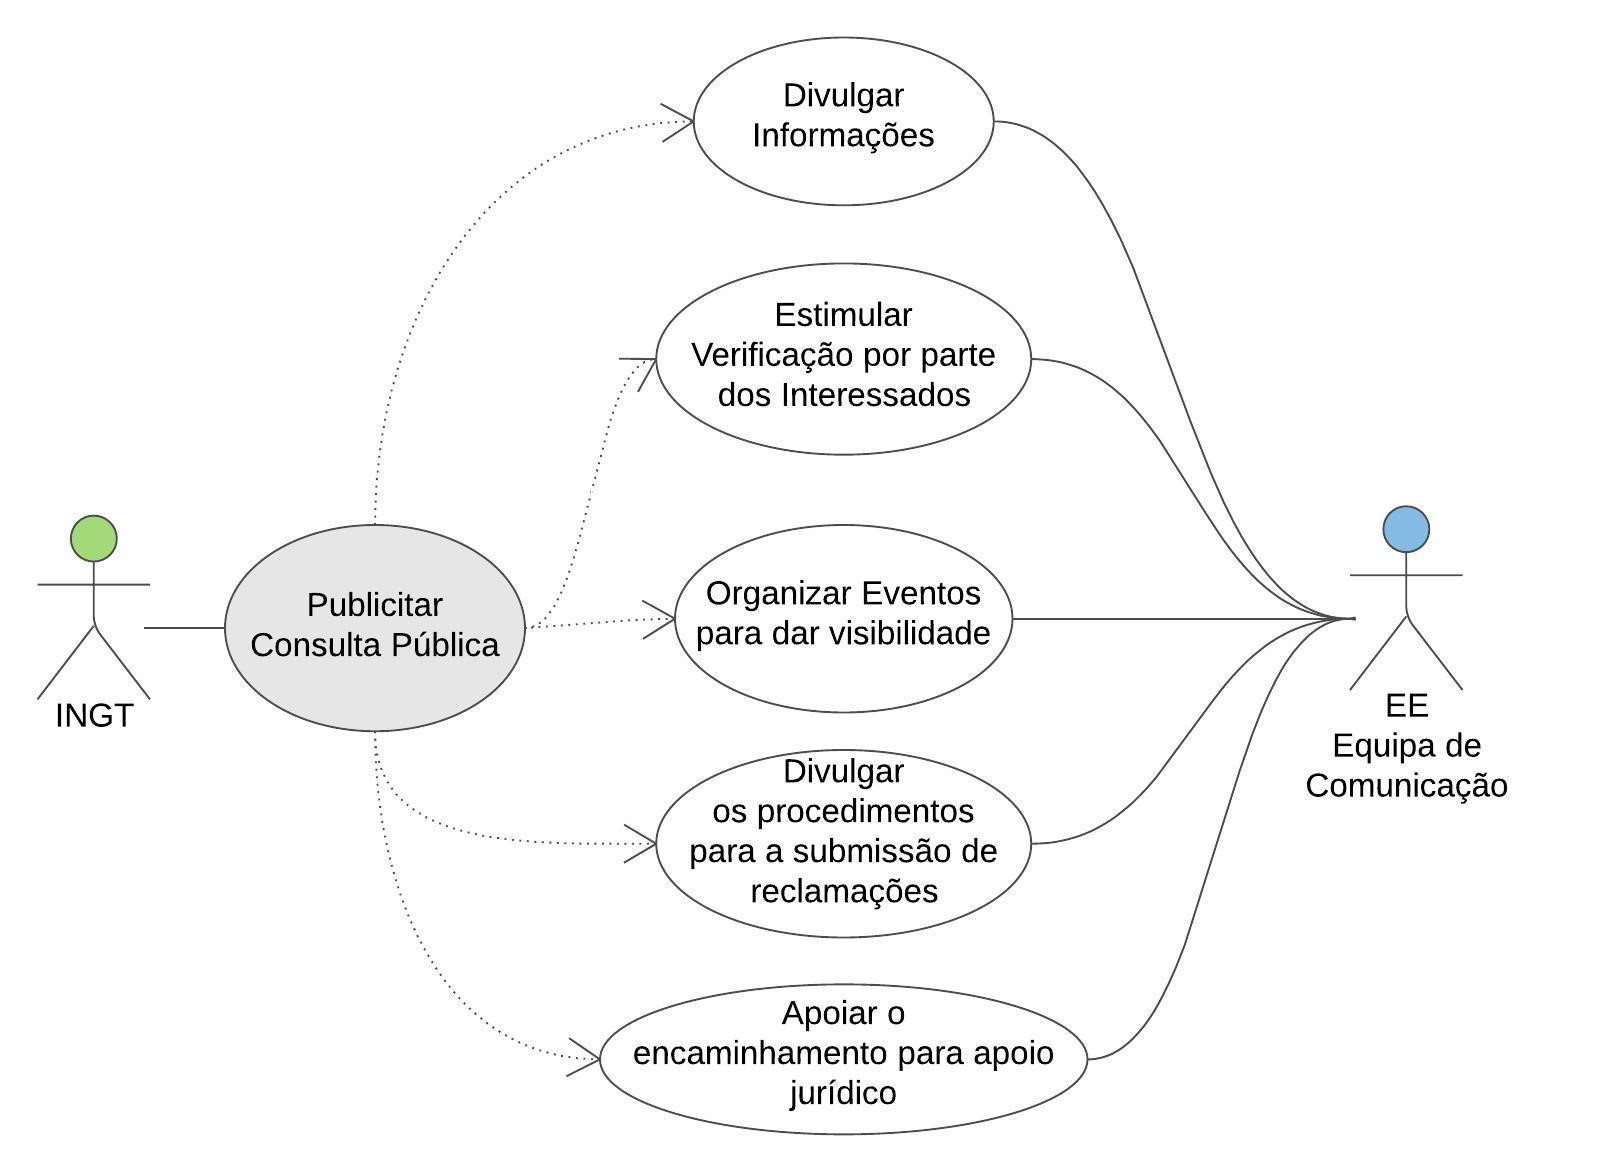 Divulgar
Informações
Estimular
Verificação por parte
dos Interessados
Publicitar
Consulta Pública
INGT
Organizar Eventos
para dar visibilidade
EE
Equipa de
Comunicação
Divulgar
os procedimentos
para a submissão de
reclamações
Apoiar o
encaminhamento para apoio
jurídico